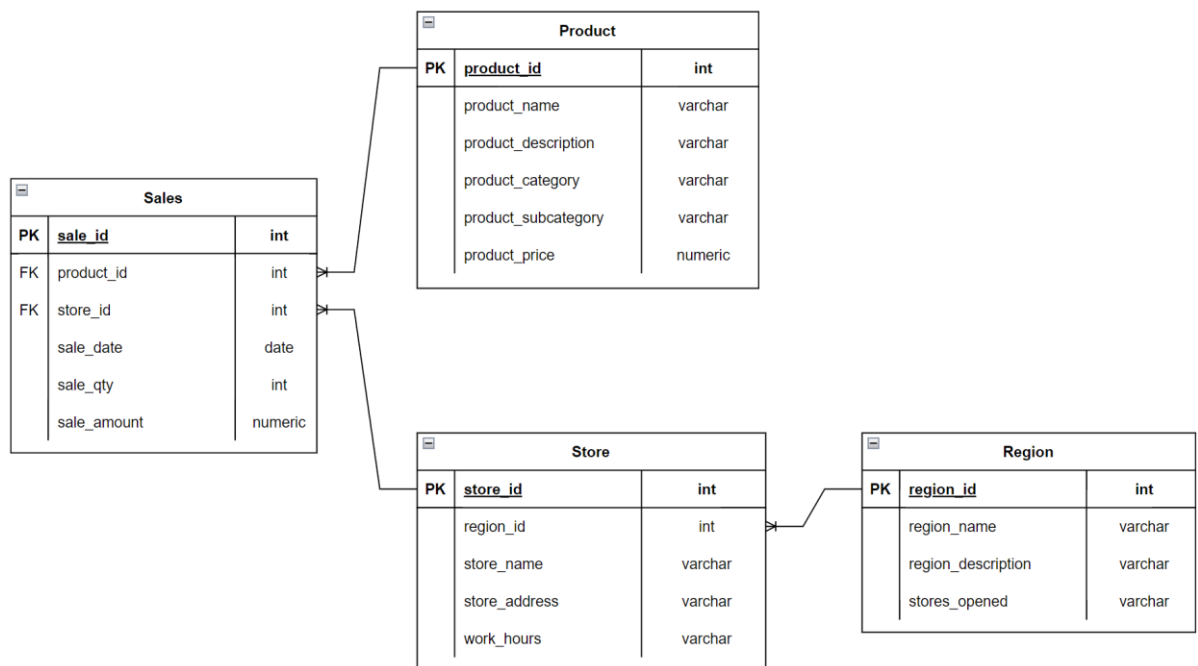 Product
PK product_id int
product_name varchar
product_description varchar
product_category varchar
product_subcategory varchar
product_price numeric
Sales
PK sale_id int
FK product_id int
FK store_id int
sale_date date
sale_qty int
sale_amount numeric
Store
PK store_id int
region_id int
store_name varchar
store_address varchar
work_hours varchar
Region
PK region_id int
region_name varchar
region_description varchar
stores_opened varchar